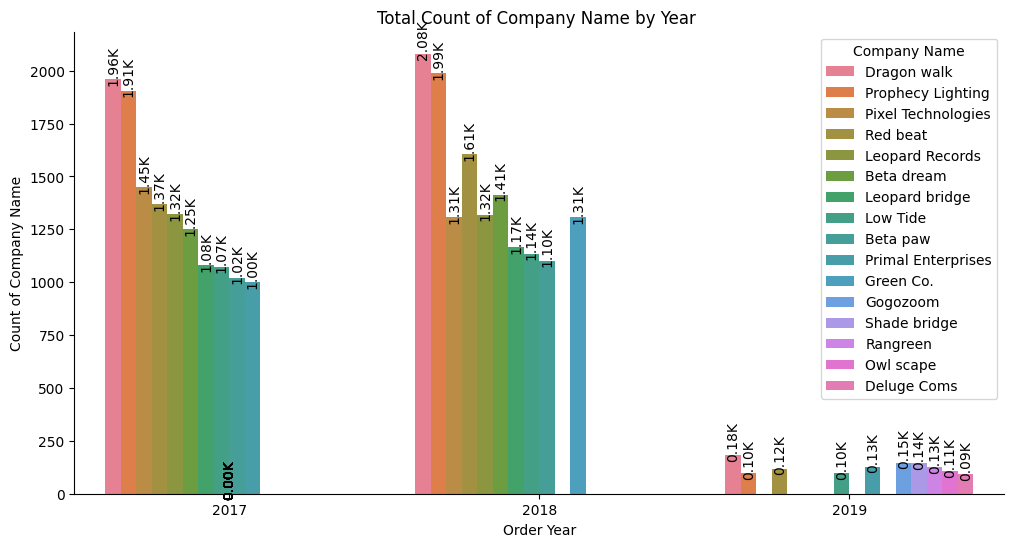 Total Count of Company Name by Year
Count of Company Name
2000
1750
1500
1250
1000
750
500
250
0
1.96K
1.91K
1.45K
1.37K
1.32K
1.25K
1.08K
1.07K
1.02K
1.00K
0.00K
2.08K
1.99K
1.31K
1.61K
1.32K
1.41K
1.17K
1.14K
1.10K
1.31K
0.18K
0.10K
0.12K
0.10K
0.13K
0.15K
0.14K
0.13K
0.11K
0.09K
Company Name
Dragon walk
Prophecy Lighting
Pixel Technologies
Red beat
Leopard Records
Beta dream
Leopard bridge
Low Tide
Beta paw
Primal Enterprises
Green Co.
Gogozoom
Shade bridge
Rangreen
Owl scape
Deluge Coms
2017
2018
2019
Order Year